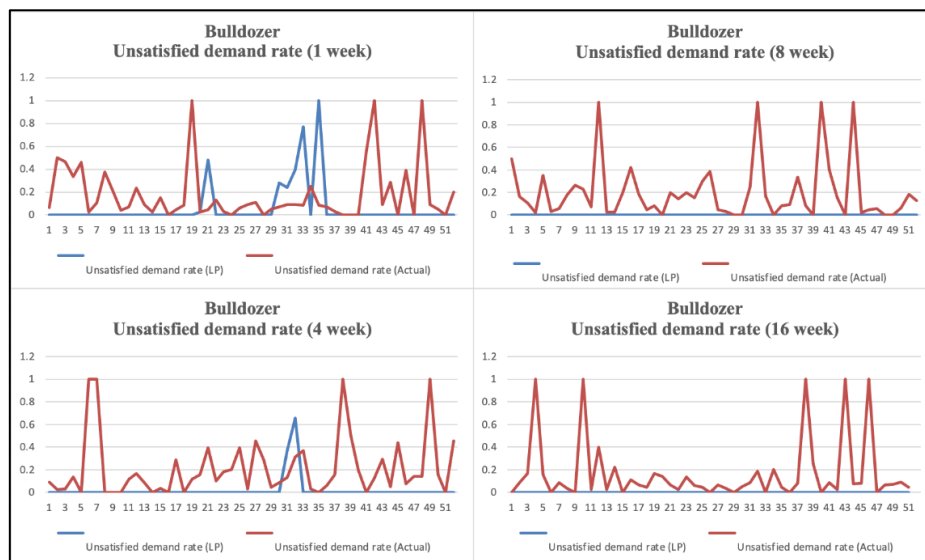 Bulldozer
Unsatisfied demand rate (1 week)
1.2
1
0.8
0.6
0.4
0.2
0
1 3 5 7 9 11 13 15 17 19 21 23 25 27 29 31 33 35 37 39 41 43 45 47 49 51
Unsatisfied demand rate (LP) Unsatisfied demand rate (Actual)
Bulldozer
Unsatisfied demand rate (8 week)
1.2
1
0.8
0.6
0.4
0.2
0
1 3 5 7 9 11 13 15 17 19 21 23 25 27 29 31 33 35 37 39 41 43 45 47 49 51
Unsatisfied demand rate (LP) Unsatisfied demand rate (Actual)
Bulldozer
Unsatisfied demand rate (4 week)
1.2
1
0.8
0.6
0.4
0.2
0
1 3 5 7 9 11 13 15 17 19 21 23 25 27 29 31 33 35 37 39 41 43 45 47 49 51
Unsatisfied demand rate (LP) Unsatisfied demand rate (Actual)
Bulldozer
Unsatisfied demand rate (16 week)
1.2
1
0.8
0.6
0.4
0.2
0
1 3 5 7 9 11 13 15 17 19 21 23 25 27 29 31 33 35 37 39 41 43 45 47 49 51
Unsatisfied demand rate (LP) Unsatisfied demand rate (Actual)